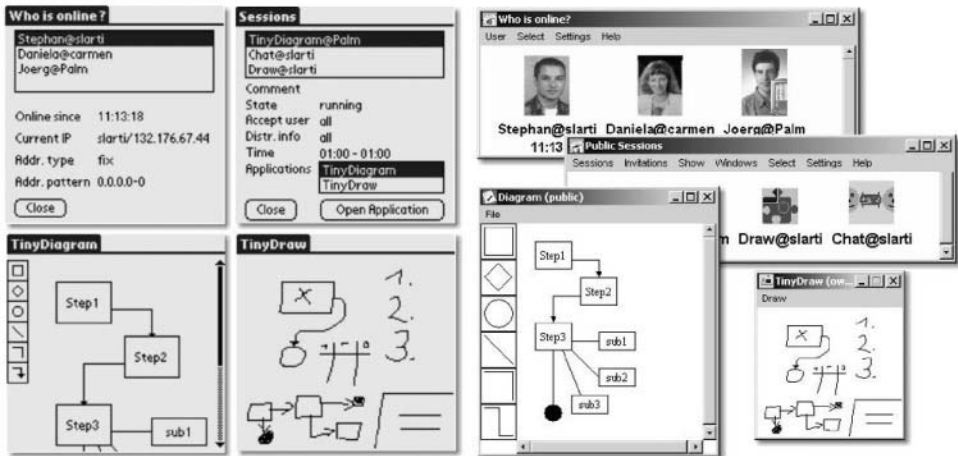 Who is online?
Stephan@slarti
Daniela@carmen
Joerg@Palm
Online since 11:13:18
Current IP slarti/132.176.67.44
Addr. type fix
Addr. pattern 0.0.0.0-0
Close
Sessions
TinyDiagram@Palm
Chat@slarti
Draw@slarti
Comment
State running
Accept user all
Distr. info all
Time 01:00 - 01:00
Applications TinyDiagram
TinyDraw
Close Open Application
TinyDiagram
Step1
Step2
Step3
sub1
TinyDraw
X 1.
2.
3.
Who is online?
User Select Settings Help
Stephan@slarti Daniela@carmen Joerg@Palm
11:13
Public Sessions
Sessions Invitations Show Windows Select Settings Help
m Draw@slarti Chat@slarti
Diagram (public)
File
Step1
Step2
Step3
sub1
sub2
sub3
TinyDraw (ow...
Draw
X 1.
2.
3.